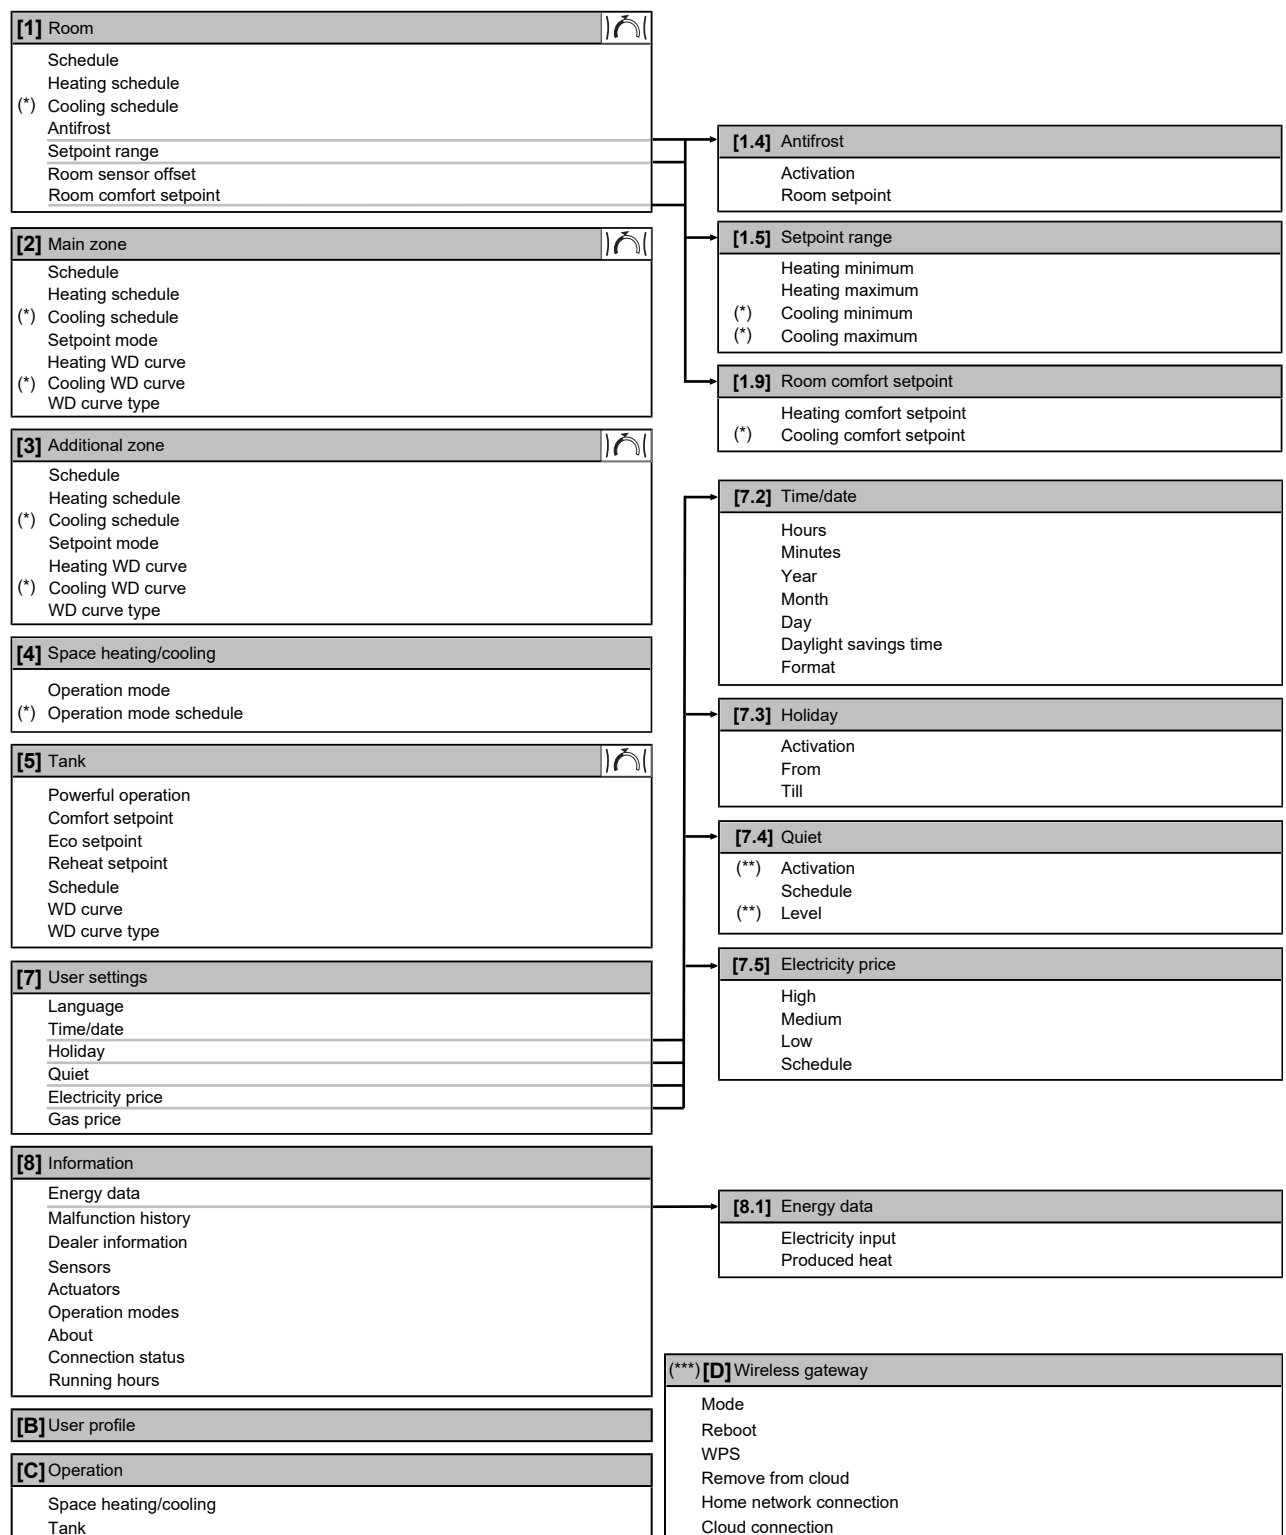 [1] Room
Schedule
Heating schedule
(*) Cooling schedule
Antifrost
Setpoint range
Room sensor offset
Room comfort setpoint
[2] Main zone
Schedule
Heating schedule
(*) Cooling schedule
Setpoint mode
Heating WD curve
(*) Cooling WD curve
WD curve type
[3] Additional zone
Schedule
Heating schedule
(*) Cooling schedule
Setpoint mode
Heating WD curve
(*) Cooling WD curve
WD curve type
[4] Space heating/cooling
Operation mode
(*) Operation mode schedule
[5] Tank
Powerful operation
Comfort setpoint
Eco setpoint
Reheat setpoint
Schedule
WD curve
WD curve type
[7] User settings
Language
Time/date
Holiday
Quiet
Electricity price
Gas price
[8] Information
Energy data
Malfunction history
Dealer information
Sensors
Actuators
Operation modes
About
Connection status
Running hours
[B] User profile
[C] Operation
Space heating/cooling
Tank
[1.4] Antifrost
Activation
Room setpoint
[1.5] Setpoint range
Heating minimum
Heating maximum
(*) Cooling minimum
(*) Cooling maximum
[1.9] Room comfort setpoint
Heating comfort setpoint
(*) Cooling comfort setpoint
[7.2] Time/date
Hours
Minutes
Year
Month
Day
Daylight savings time
Format
[7.3] Holiday
Activation
From
Till
[7.4] Quiet
(**) Activation
Schedule
(**) Level
[7.5] Electricity price
High
Medium
Low
Schedule
[8.1] Energy data
Electricity input
Produced heat
(***) [D] Wireless gateway
Mode
Reboot
WPS
Remove from cloud
Home network connection
Cloud connection